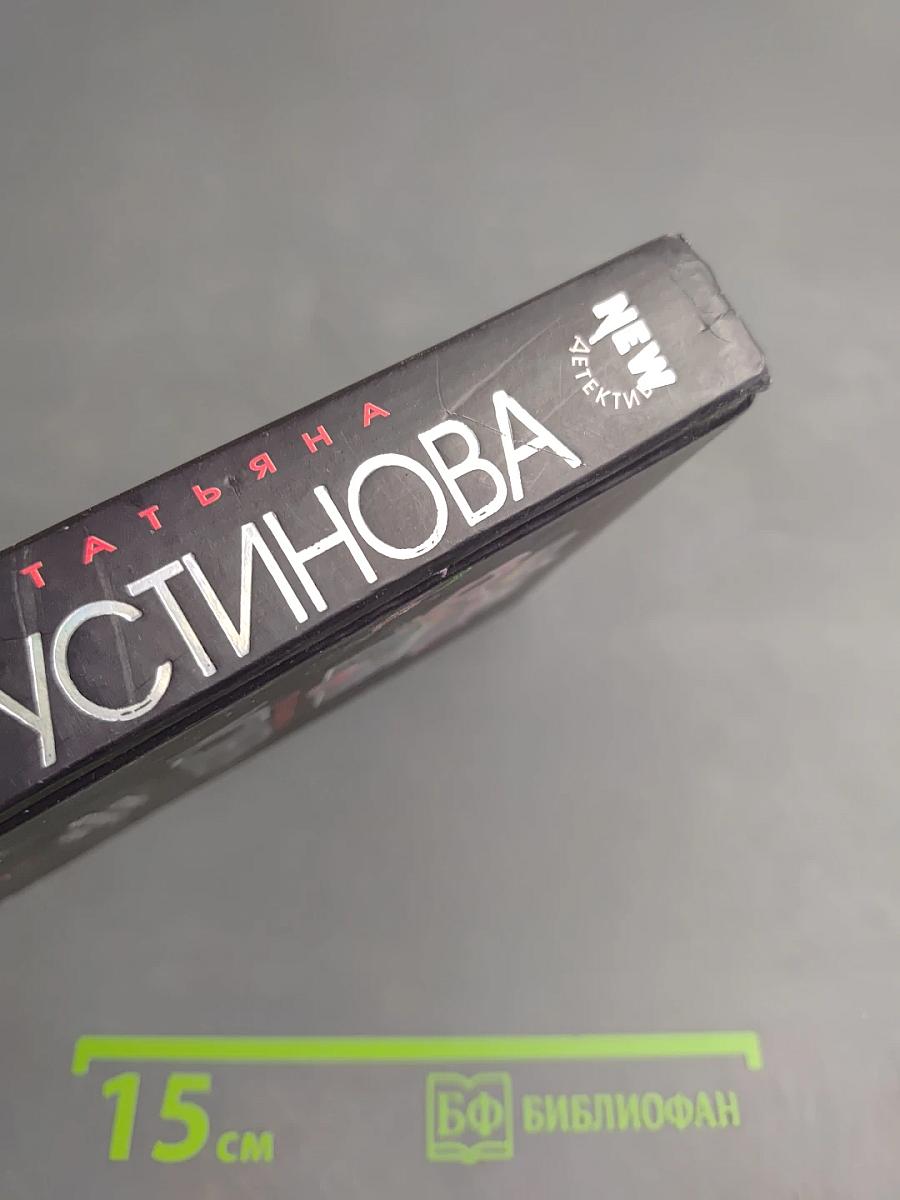 NEW
ДЕТЕКТИВ
ТАТЬЯНА
УСТИНОВА
15 см
БФ БИБЛИОФАН